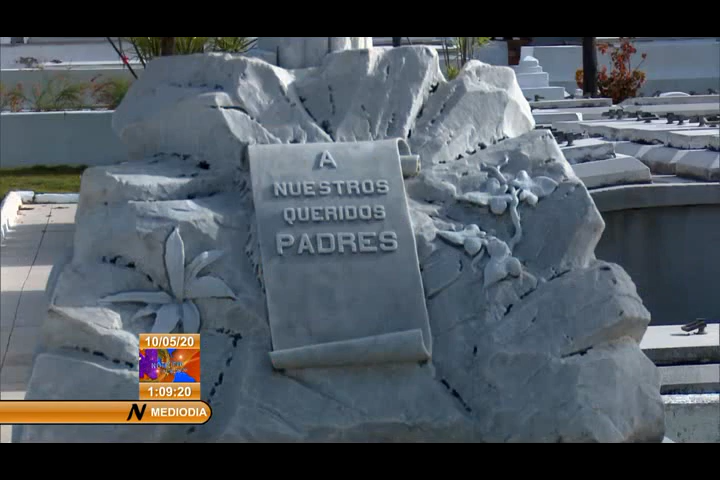 A
NUESTROS
QUERIDOS
PADRES
10/05/20
1:09:20
N MEDIODIA